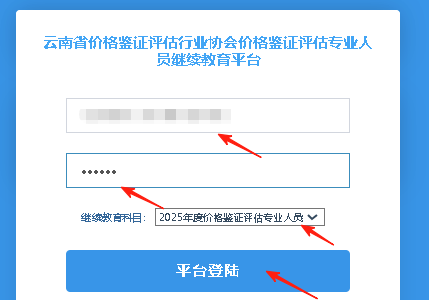 云南省价格鉴证评估行业协会价格鉴证评估专业人
员继续教育平台
••••••
继续教育科目： 2025年度价格鉴证评估专业人员
平台登陆